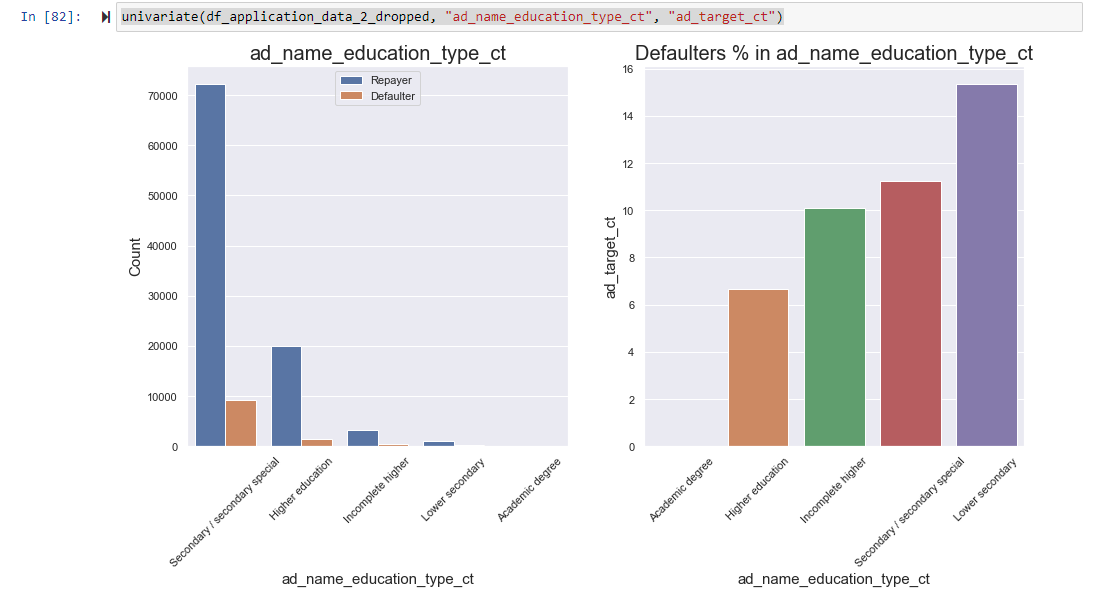 In [82]: univariate(df_application_data_2_dropped, "ad_name_education_type_ct", "ad_target_ct")
ad_name_education_type_ct
Repayer
Defaulter
70000
60000
50000
40000
30000
20000
10000
0
Count
Secondary / secondary special
Higher education
Incomplete higher
Lower secondary
Academic degree
ad_name_education_type_ct
Defaulters % in ad_name_education_type_ct
16
14
12
10
8
6
4
2
0
ad_target_ct
Academic degree
Higher education
Incomplete higher
Secondary / secondary special
Lower secondary
ad_name_education_type_ct